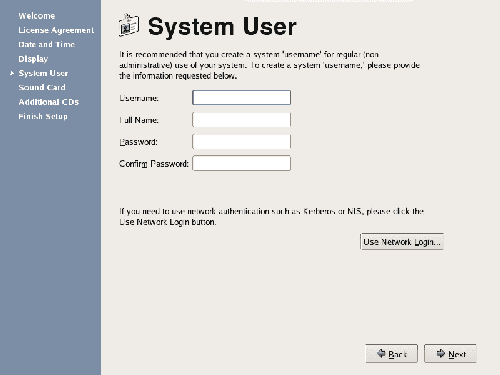 Welcome
License Agreement
Date and Time
Display
System User
Sound Card
Additional CDs
Finish Setup
System User
It is recommended that you create a system 'username' for regular (non-
administrative) use of your system. To create a system 'username,' please provide
the information requested below.
Username:
Full Name:
Password:
Confirm Password:
If you need to use network authentication such as Kerberos or NIS, please click the
Use Network Login button.
Use Network Login...
Back
Next